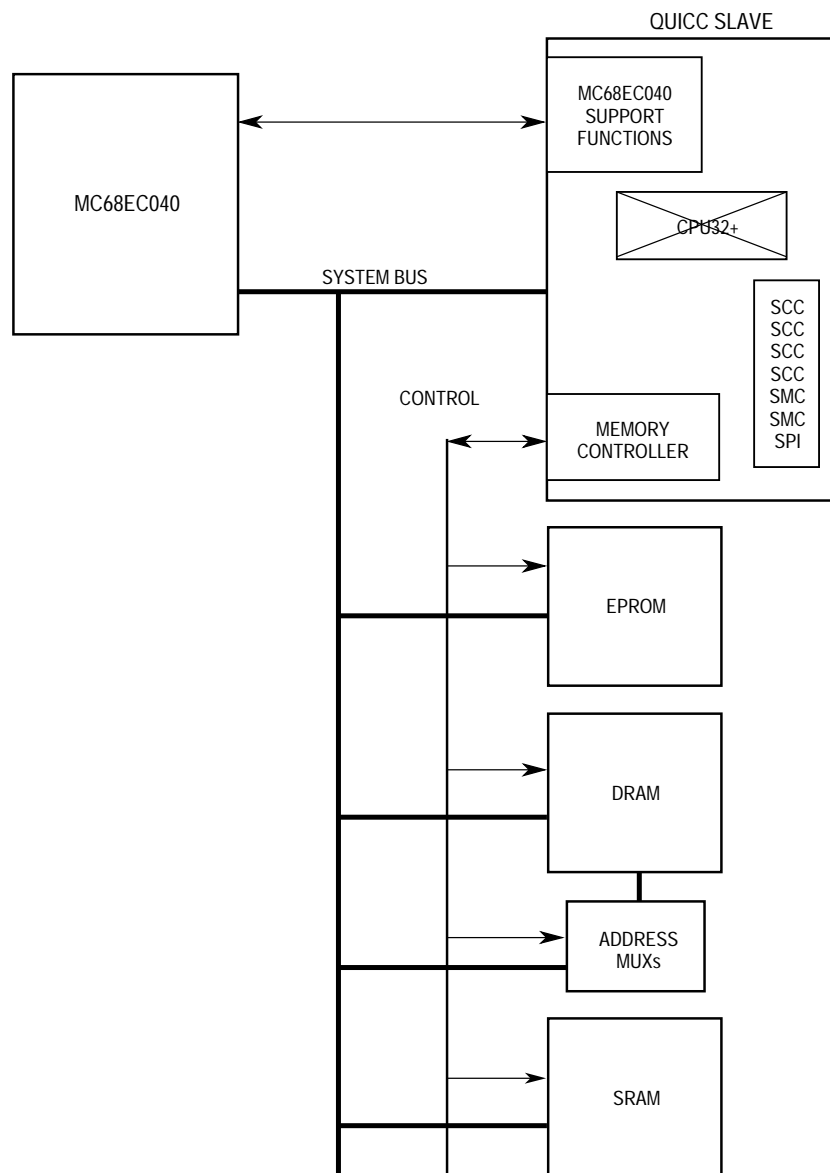 QUICC SLAVE
MC68EC040
SUPPORT
FUNCTIONS
MC68EC040
CPU32+
SYSTEM BUS
SCC
SCC
SCC
SCC
SMC
SMC
SPI
CONTROL
MEMORY
CONTROLLER
EPROM
DRAM
ADDRESS
MUXs
SRAM